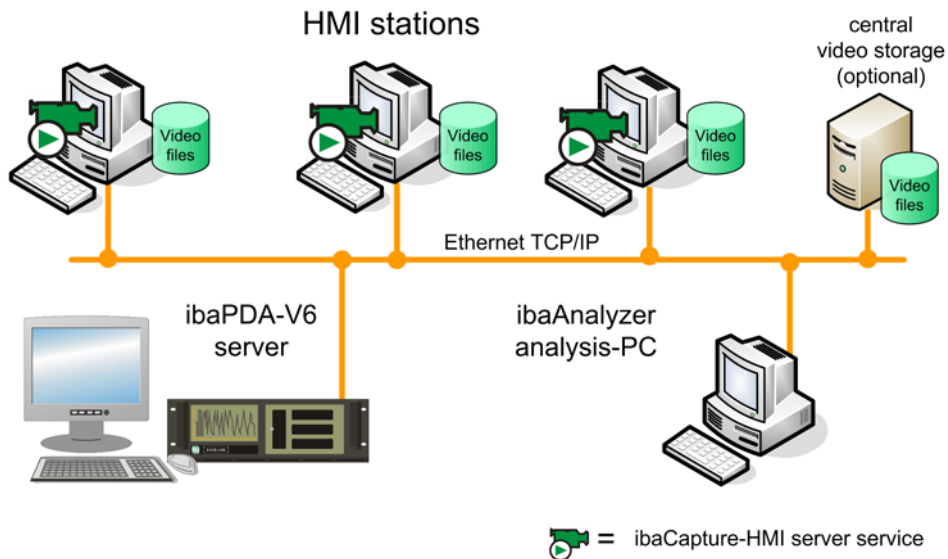 HMI stations
central
video storage
(optional)
Video
files
Video
files
Video
files
Video
files
Ethernet TCP/IP
ibaPDA-V6
server
ibaAnalyzer
analysis-PC
= ibaCapture-HMI server service